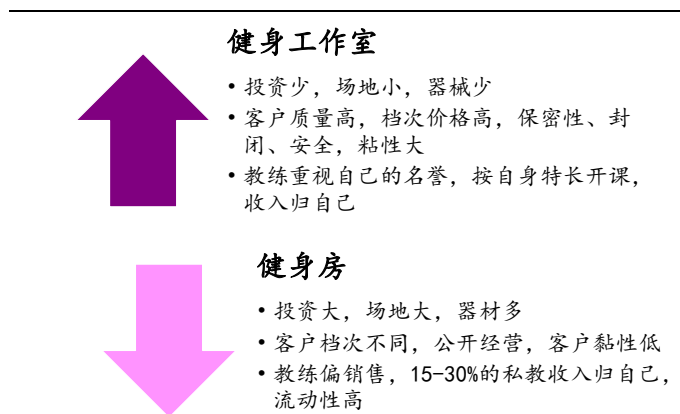 健身工作室
• 投资少，场地小，器械少
• 客户质量高，档次价格高，保密性、封
闭、安全，粘性大
• 教练重视自己的名誉，按自身特长开课，
收入归自己
健身房
• 投资大，场地大，器材多
• 客户档次不同，公开经营，客户黏性低
• 教练偏销售，15-30%的私教收入归自己，
流动性高